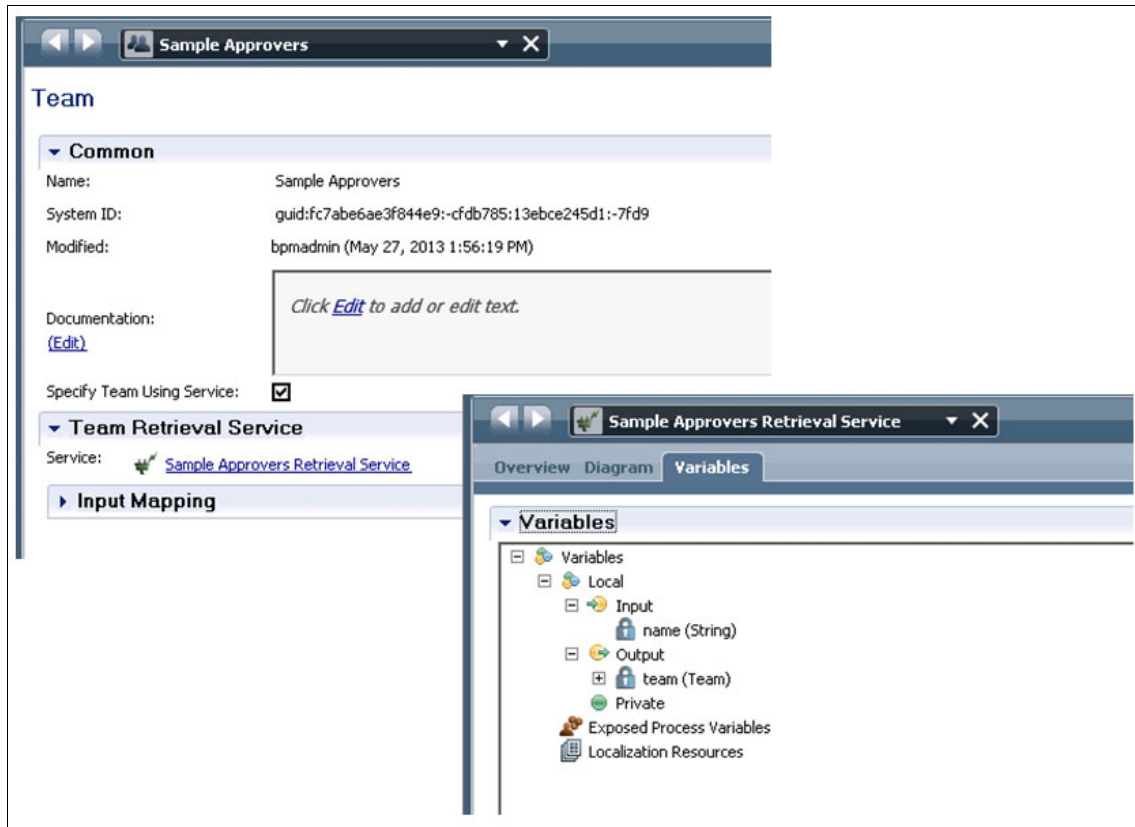 Sample Approvers
Team
Common
Name: Sample Approvers
System ID: guid:fc7abe6ae3f844e9:-cfdb785:13ebce245d1:-7fd9
Modified: bpmadmin (May 27, 2013 1:56:19 PM)
Click Edit to add or edit text.
Documentation:
(Edit)
Specify Team Using Service:
Team Retrieval Service
Service: Sample Approvers Retrieval Service
Input Mapping
Sample Approvers Retrieval Service
Overview Diagram Variables
Variables
Variables
Local
Input
name (String)
Output
team (Team)
Private
Exposed Process Variables
Localization Resources